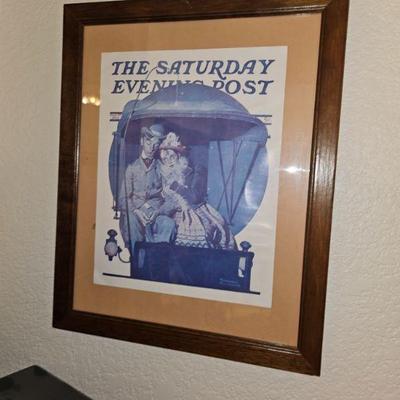 THE SATURDAY
EVENING POST